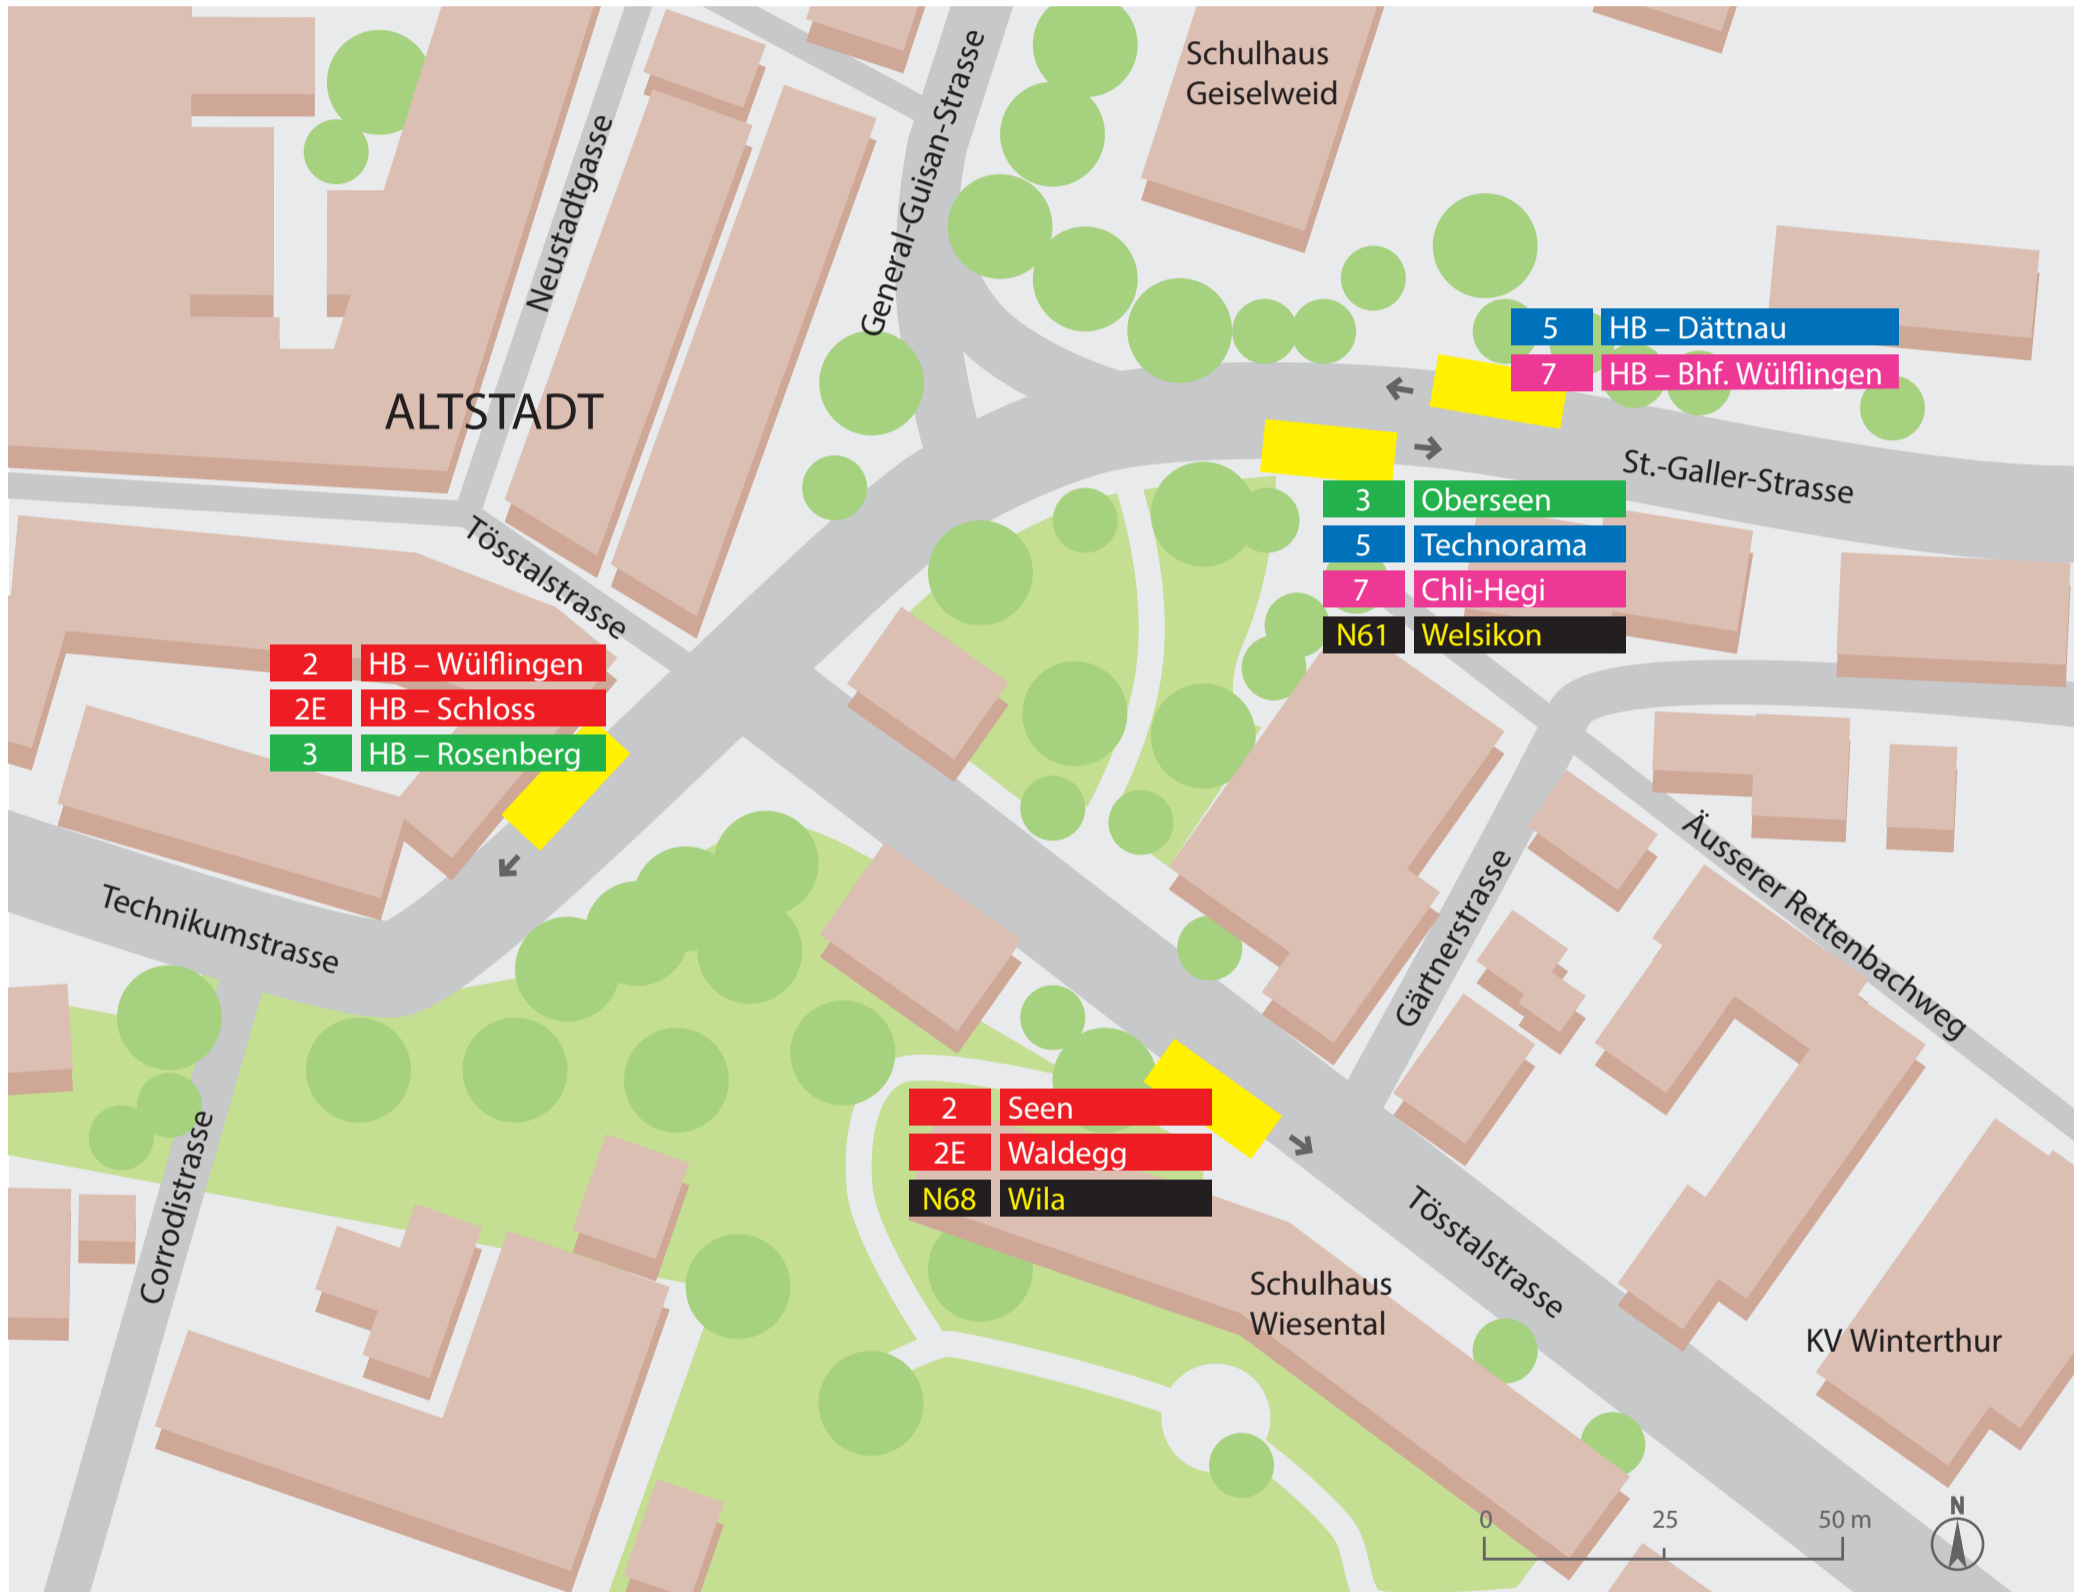 Schulhaus
Geiselweid
General-Guisan-Strasse
Neustadtgasse
ALTSTADT
5 HB – Dättnau
7 HB – Bhf. Wülflingen
St.-Galler-Strasse
3 Oberseen
5 Technorama
7 Chli-Hegi
N61 Welsikon
Tösstalstrasse
2 HB – Wülflingen
2E HB – Schloss
3 HB – Rosenberg
Technikumstrasse
Äusserer Rettenbachweg
Gärtnerstrasse
Corrodistrasse
2 Seen
2E Waldegg
N68 Wila
Tösstalstrasse
Schulhaus
Wiesental
KV Winterthur
0 25 50 m
N